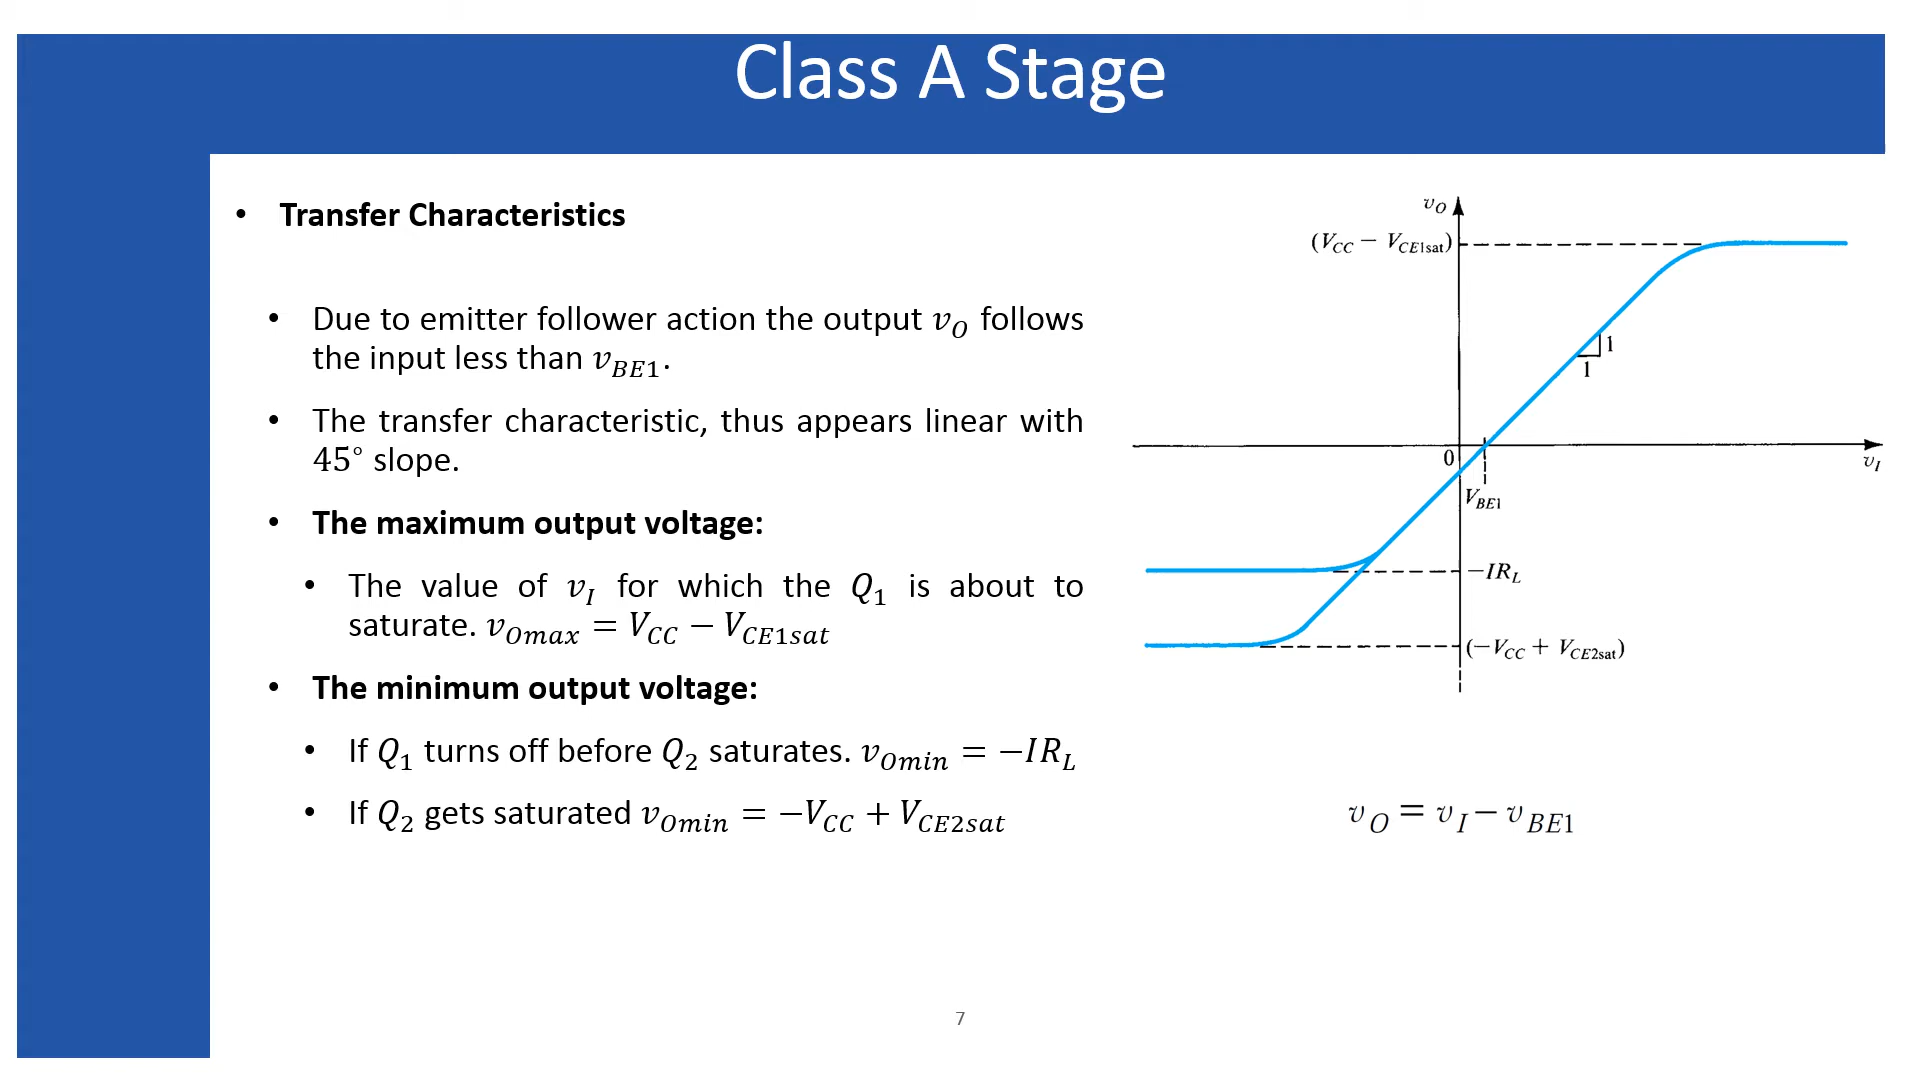 Class A Stage
• Transfer Characteristics
• Due to emitter follower action the output v_O follows
the input less than v_{BE1}.
• The transfer characteristic, thus appears linear with
45° slope.
• The maximum output voltage:
• The value of v_I for which the Q_1 is about to
saturate. v_{Omax} = V_{CC} − V_{CE1sat}
• The minimum output voltage:
• If Q_1 turns off before Q_2 saturates. v_{Omin} = −IR_L
• If Q_2 gets saturated v_{Omin} = −V_{CC} + V_{CE2sat}
v_O
(V_{CC} − V_{CE1sat})
1
1
0
v_I
V_{BE1}
−IR_L
(−V_{CC} + V_{CE2sat})
v_O = v_I − v_{BE1}
7